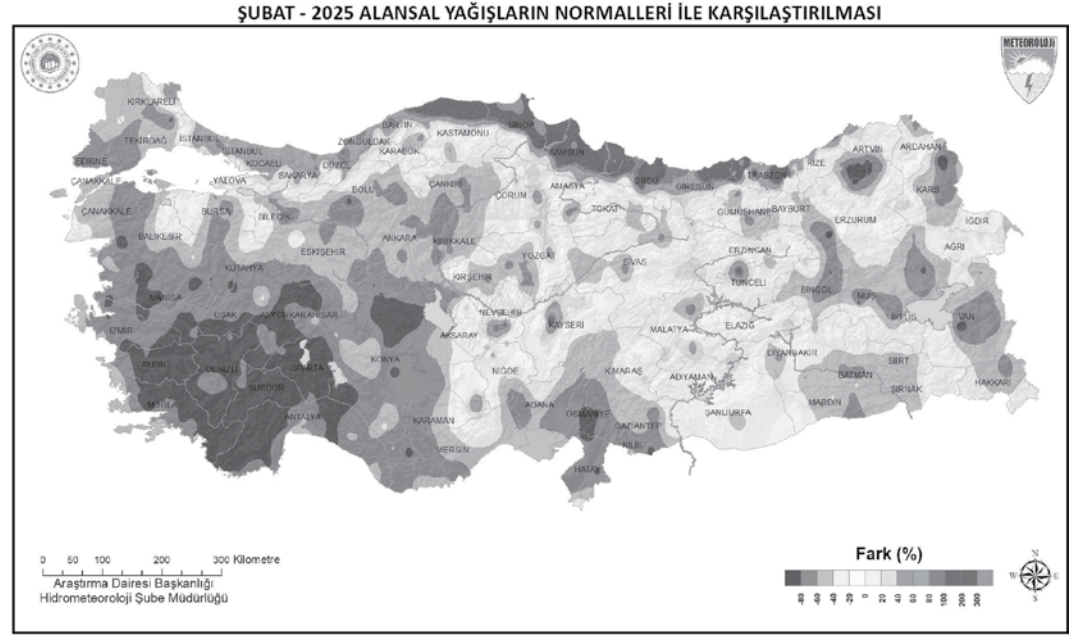 ŞUBAT - 2025 ALANSAL YAĞIŞLARIN NORMALLERİ İLE KARŞILAŞTIRILMASI
METEOROLOJİ
KIRKLARELİ
TEKİRDAĞ
İSTANBUL
İSTANBUL
EDİRNE
KOCAELİ
ÇANAKKALE
YALOVA
SAKARYA
DÜZCE
ZONGULDAK
BARTIN
KARABÜK
KASTAMONU
SİNOP
SAMSUN
ORDU
GİRESUN
TRABZON
RİZE
ARTVİN
ARDAHAN
KARS
IĞDIR
AĞRI
ÇANAKKALE
BURSA
BİLECİK
BOLU
ÇANKIRI
ÇORUM
AMASYA
TOKAT
GÜMÜŞHANE
BAYBURT
ERZURUM
BALIKESİR
ESKİŞEHİR
ANKARA
KIRIKKALE
YOZGAT
SİVAS
ERZİNCAN
KÜTAHYA
KIRŞEHİR
TUNCELİ
BİNGÖL
MUŞ
MANİSA
UŞAK
AFYONKARAHİSAR
NEVŞEHİR
KAYSERİ
MALATYA
ELAZIĞ
BİTLİS
VAN
İZMİR
AKSARAY
KONYA
NİĞDE
K.MARAŞ
ADIYAMAN
DİYARBAKIR
BATMAN
SİİRT
ŞIRNAK
HAKKARİ
AYDIN
DENİZLİ
ISPARTA
BURDUR
MUĞLA
ANTALYA
KARAMAN
MERSİN
ADANA
OSMANİYE
GAZİANTEP
KİLİS
HATAY
ŞANLIURFA
MARDİN
0 50 100 200 300 Kilometre
Araştırma Dairesi Başkanlığı
Hidrometeoroloji Şube Müdürlüğü
Fark (%)
-80 -60 -40 -20 0 20 40 60 80 100 200 300
N
W E
S